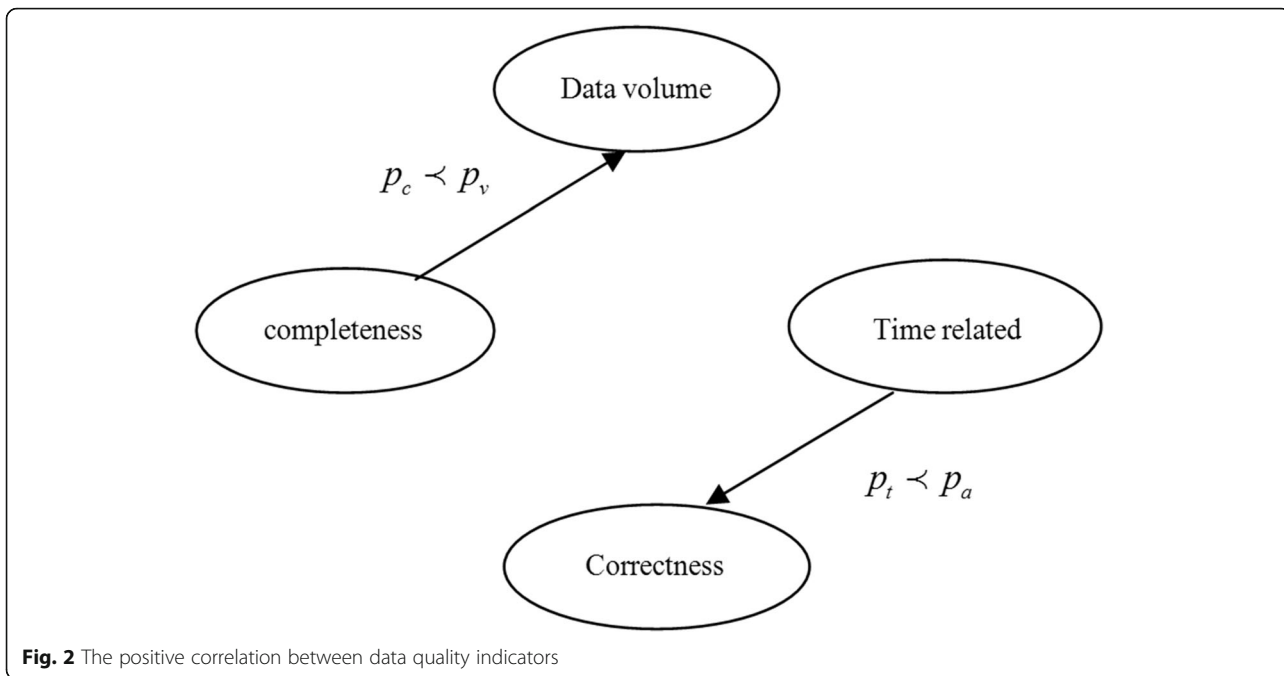 Data volume
p_c ≺ p_v
completeness
Time related
p_t ≺ p_a
Correctness
Fig. 2 The positive correlation between data quality indicators